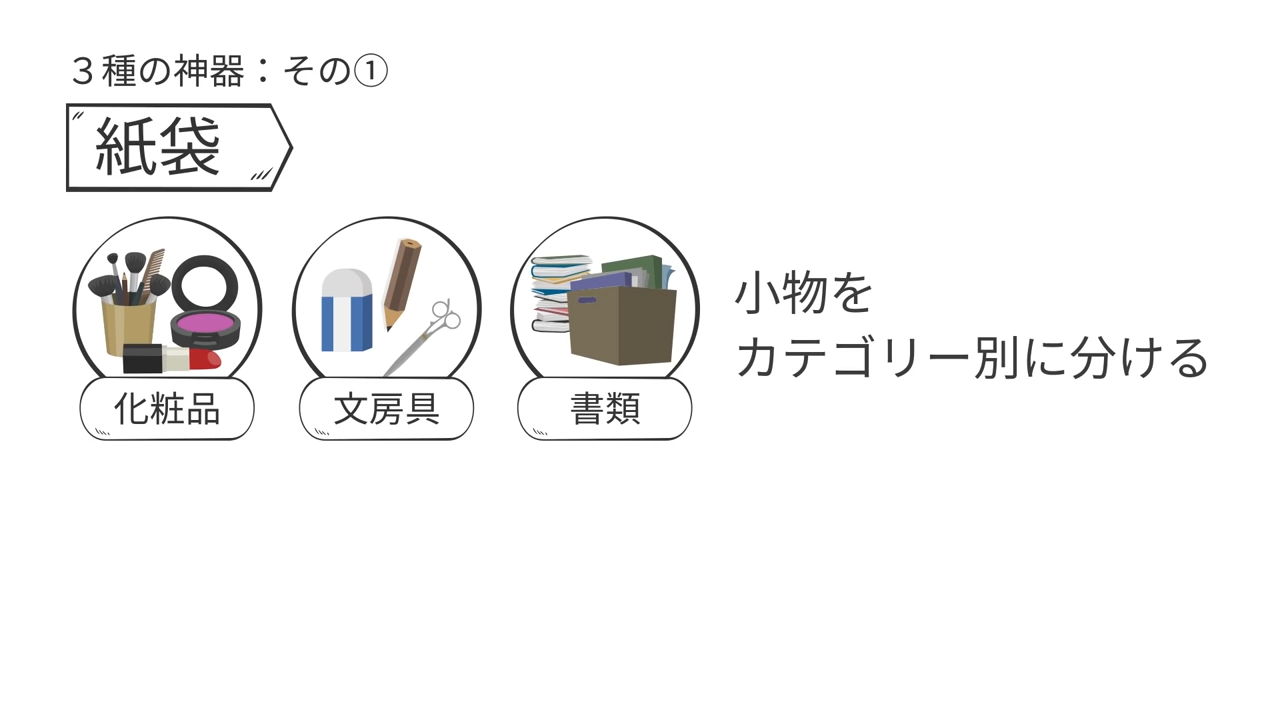 ３種の神器：その①
紙袋
化粧品
文房具
書類
小物を
カテゴリー別に分ける